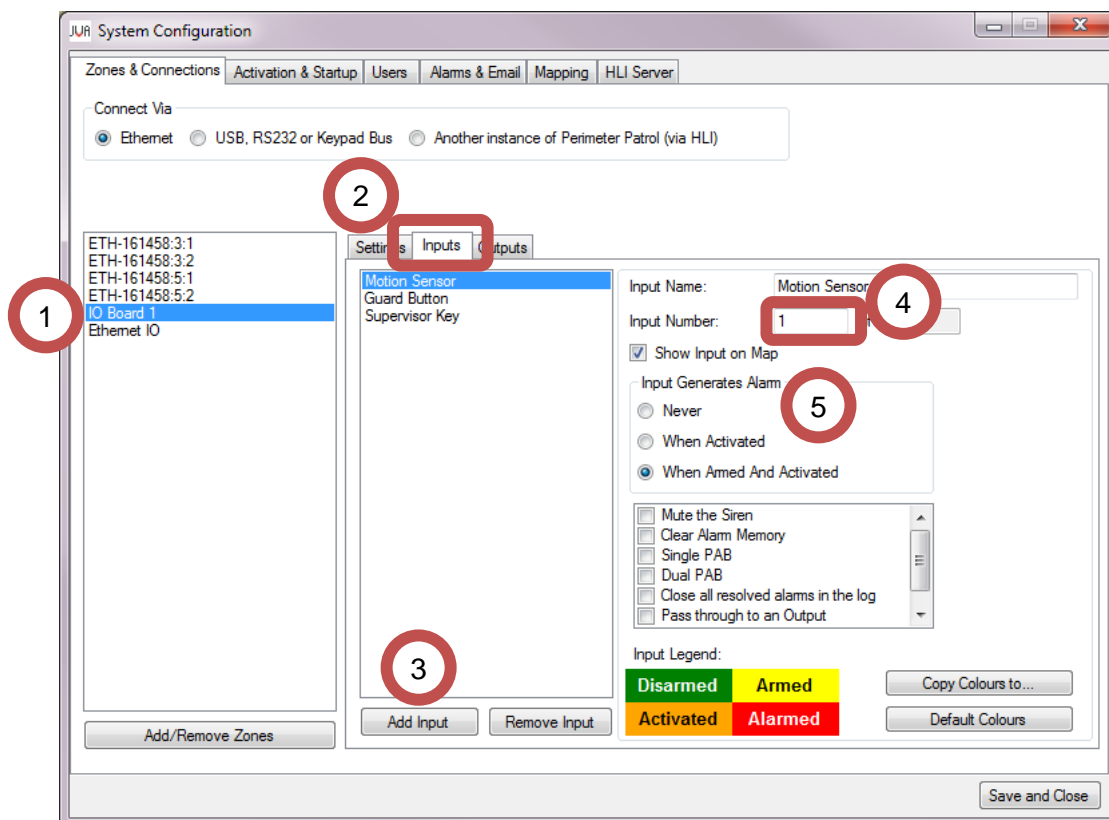 JVA System Configuration
Zones & Connections Activation & Startup Users Alarms & Email Mapping HLI Server
Connect Via
Ethernet USB, RS232 or Keypad Bus Another instance of Perimeter Patrol (via HLI)
2
ETH-161458:3:1
ETH-161458:3:2
ETH-161458:5:1
ETH-161458:5:2
IO Board 1
Ethernet IO
1
Settings Inputs Outputs
Motion Sensor
Guard Button
Supervisor Key
Input Name: Motion Sensor
4
Input Number: 1
Show Input on Map
Input Generates Alarm
5
Never
When Activated
When Armed And Activated
Mute the Siren
Clear Alarm Memory
Single PAB
Dual PAB
Close all resolved alarms in the log
Pass through to an Output
3
Input Legend:
Disarmed Armed
Activated Alarmed
Copy Colours to...
Default Colours
Add Input Remove Input
Add/Remove Zones
Save and Close